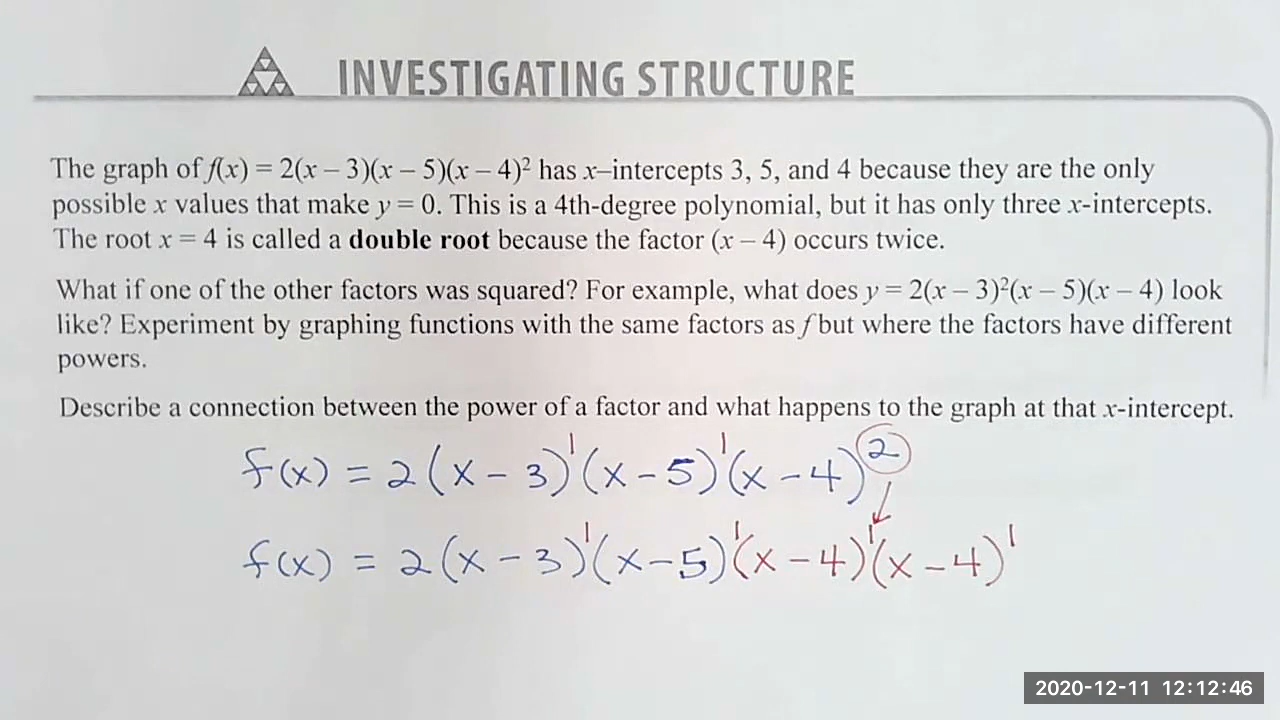 INVESTIGATING STRUCTURE
The graph of f(x) = 2(x – 3)(x – 5)(x – 4)² has x–intercepts 3, 5, and 4 because they are the only
possible x values that make y = 0. This is a 4th-degree polynomial, but it has only three x-intercepts.
The root x = 4 is called a double root because the factor (x – 4) occurs twice.
What if one of the other factors was squared? For example, what does y = 2(x – 3)²(x – 5)(x – 4) look
like? Experiment by graphing functions with the same factors as f but where the factors have different
powers.
Describe a connection between the power of a factor and what happens to the graph at that x-intercept.
f(x) = 2(x – 3)¹(x – 5)¹(x – 4)²
f(x) = 2(x – 3)¹(x – 5)¹(x – 4)¹(x – 4)¹
2020-12-11 12:12:46